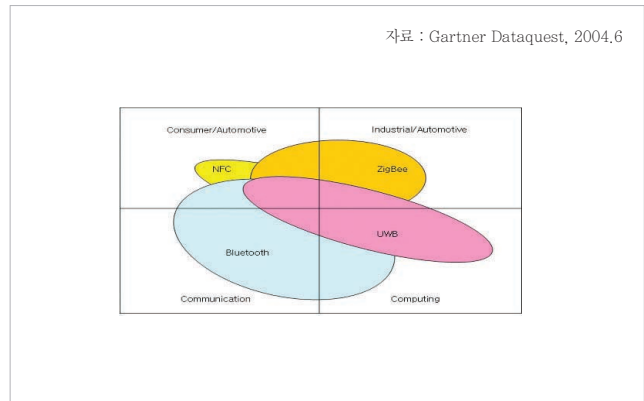 자료 : Gartner Dataquest, 2004.6
Consumer/Automotive
Industrial/Automotive
NFC
ZigBee
UWB
Bluetooth
Communication
Computing